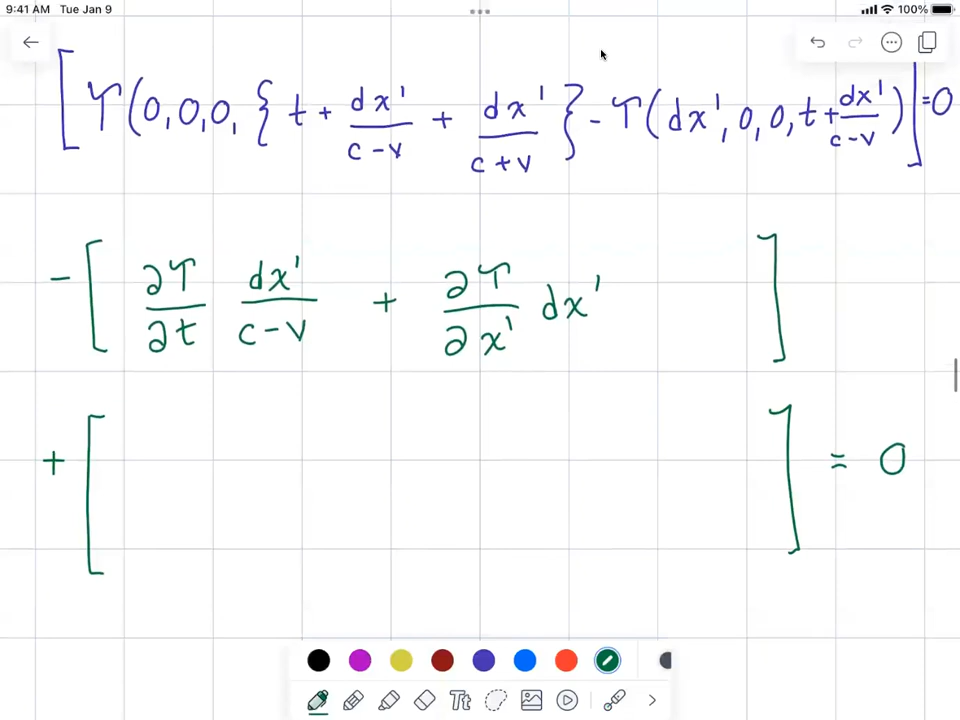 9:41 AM Tue Jan 9 100%
[ τ(0,0,0, { t + dx'/(c-v) + dx'/(c+v) } - τ(dx', 0, 0, t + dx'/(c-v)) ] = 0
- [ ∂τ/∂t dx'/(c-v) + ∂τ/∂x' dx' ]
+ [ ] = 0
Tt